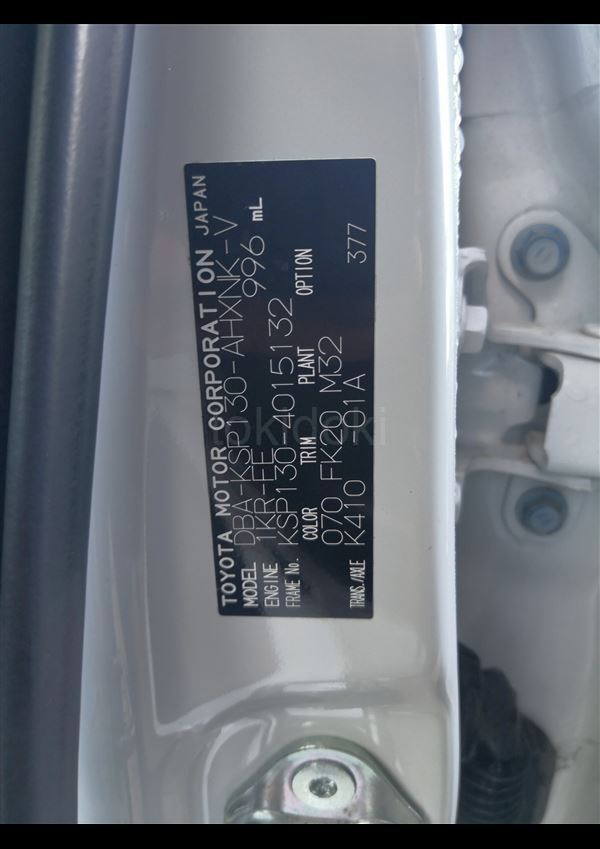 TOYOTA MOTOR CORPORATION JAPAN
MODEL DBA-KSP130-AHXNK-V
ENGINE 1KR-FE 996 mL
FRAME No. KSP130-4015132
COLOR TRIM PLANT OPTION
070 FK20 M32
TRANS./AXLE K410 -01A 377
tokidoki